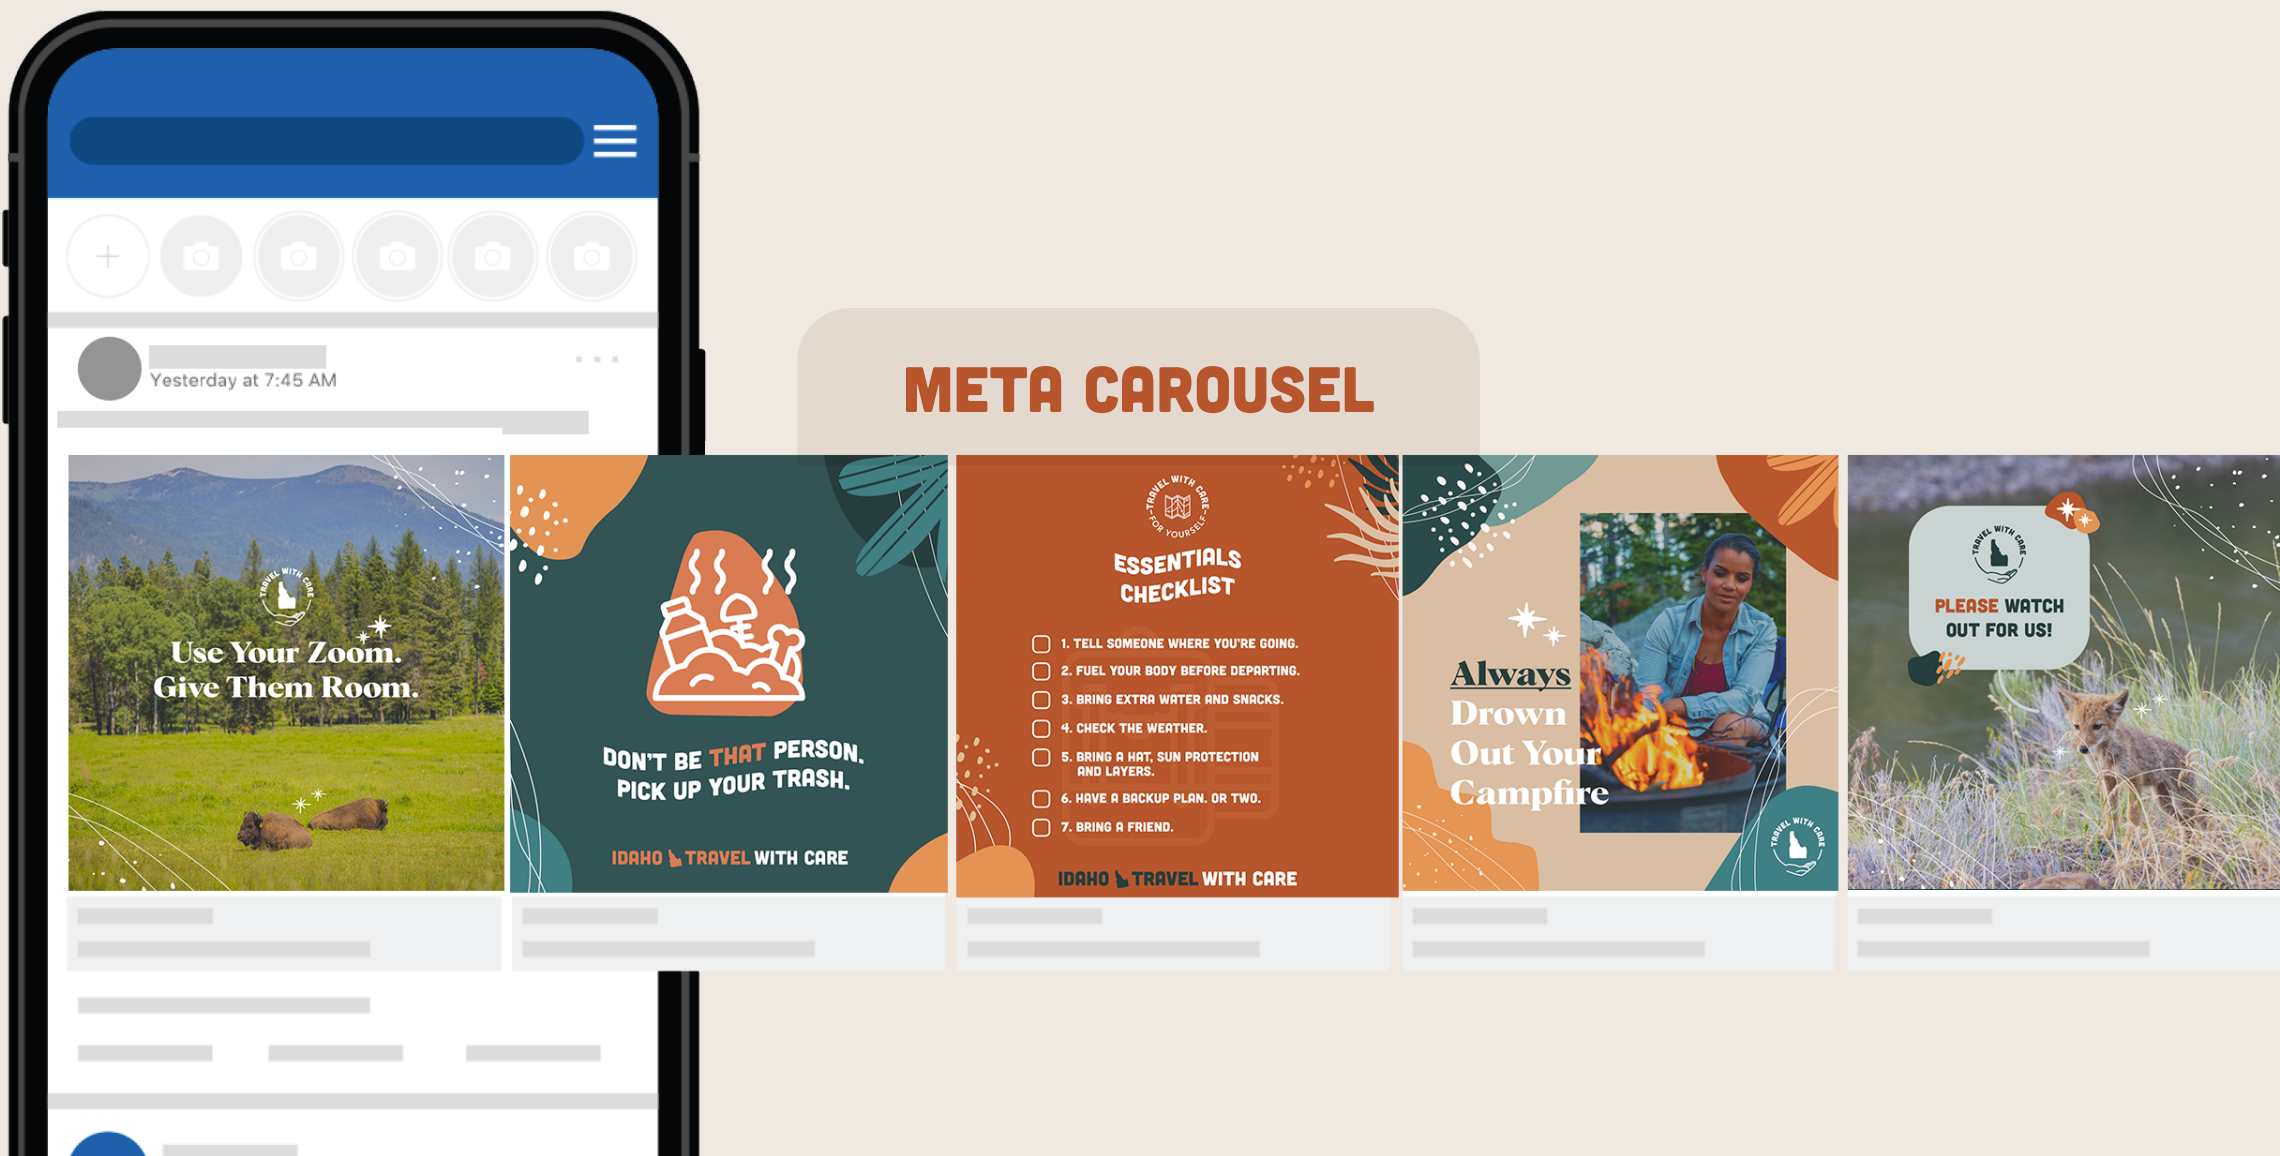 Yesterday at 7:45 AM
META CAROUSEL
TRAVEL WITH CARE
Use Your Zoom.
Give Them Room.
DON'T BE THAT PERSON.
PICK UP YOUR TRASH.
IDAHO TRAVEL WITH CARE
TRAVEL WITH CARE
FOR YOURSELF
ESSENTIALS
CHECKLIST
1. TELL SOMEONE WHERE YOU'RE GOING.
2. FUEL YOUR BODY BEFORE DEPARTING.
3. BRING EXTRA WATER AND SNACKS.
4. CHECK THE WEATHER.
5. BRING A HAT, SUN PROTECTION
AND LAYERS.
6. HAVE A BACKUP PLAN. OR TWO.
7. BRING A FRIEND.
IDAHO TRAVEL WITH CARE
Always
Drown
Out Your
Campfire
TRAVEL WITH CARE
TRAVEL WITH CARE
PLEASE WATCH
OUT FOR US!